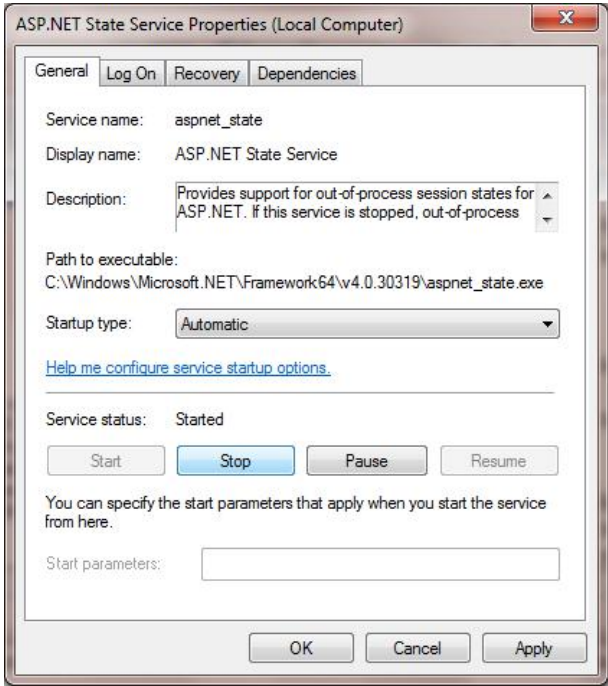 ASP.NET State Service Properties (Local Computer)
General Log On Recovery Dependencies
Service name: aspnet_state
Display name: ASP.NET State Service
Description: Provides support for out-of-process session states for
ASP.NET. If this service is stopped, out-of-process
Path to executable:
C:\Windows\Microsoft.NET\Framework64\v4.0.30319\aspnet_state.exe
Startup type: Automatic
Help me configure service startup options.
Service status: Started
Start Stop Pause Resume
You can specify the start parameters that apply when you start the service
from here.
Start parameters:
OK Cancel Apply